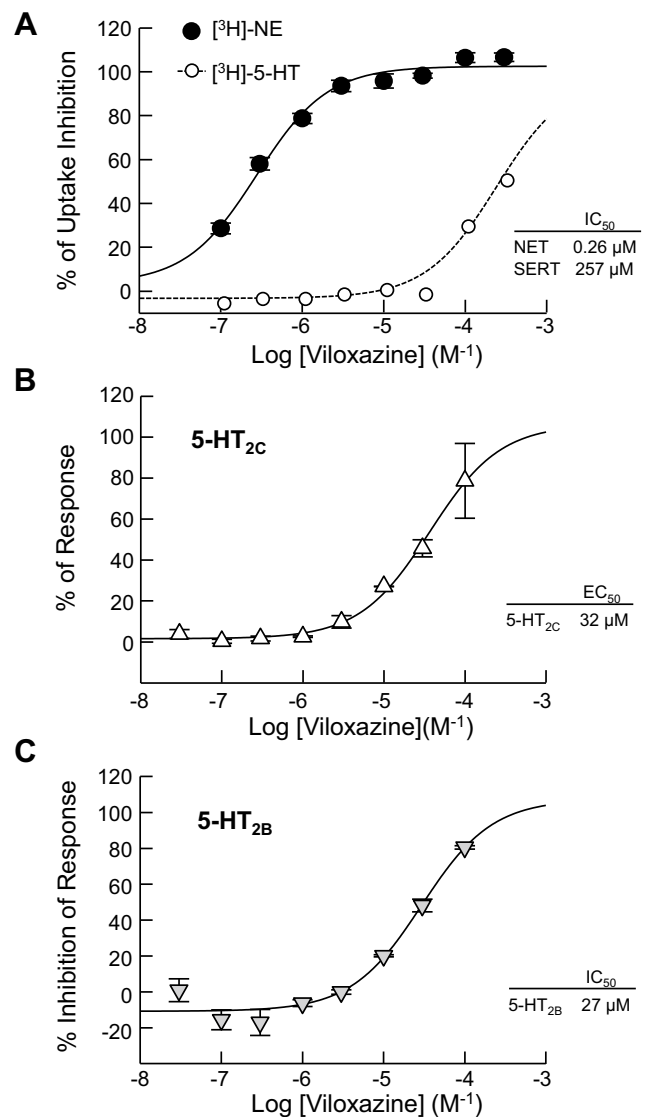 A
[³H]-NE
[³H]-5-HT
120
100
80
60
40
20
0
% of Uptake Inhibition
IC₅₀
NET 0.26 µM
SERT 257 µM
-8 -7 -6 -5 -4 -3
Log [Viloxazine] (M⁻¹)
B
5-HT₂C
120
100
80
60
40
20
0
% of Response
EC₅₀
5-HT₂C 32 µM
-8 -7 -6 -5 -4 -3
Log [Viloxazine](M⁻¹)
C
5-HT₂B
120
100
80
60
40
20
0
-20
% Inhibition of Response
IC₅₀
5-HT₂B 27 µM
-8 -7 -6 -5 -4 -3
Log [Viloxazine] (M⁻¹)